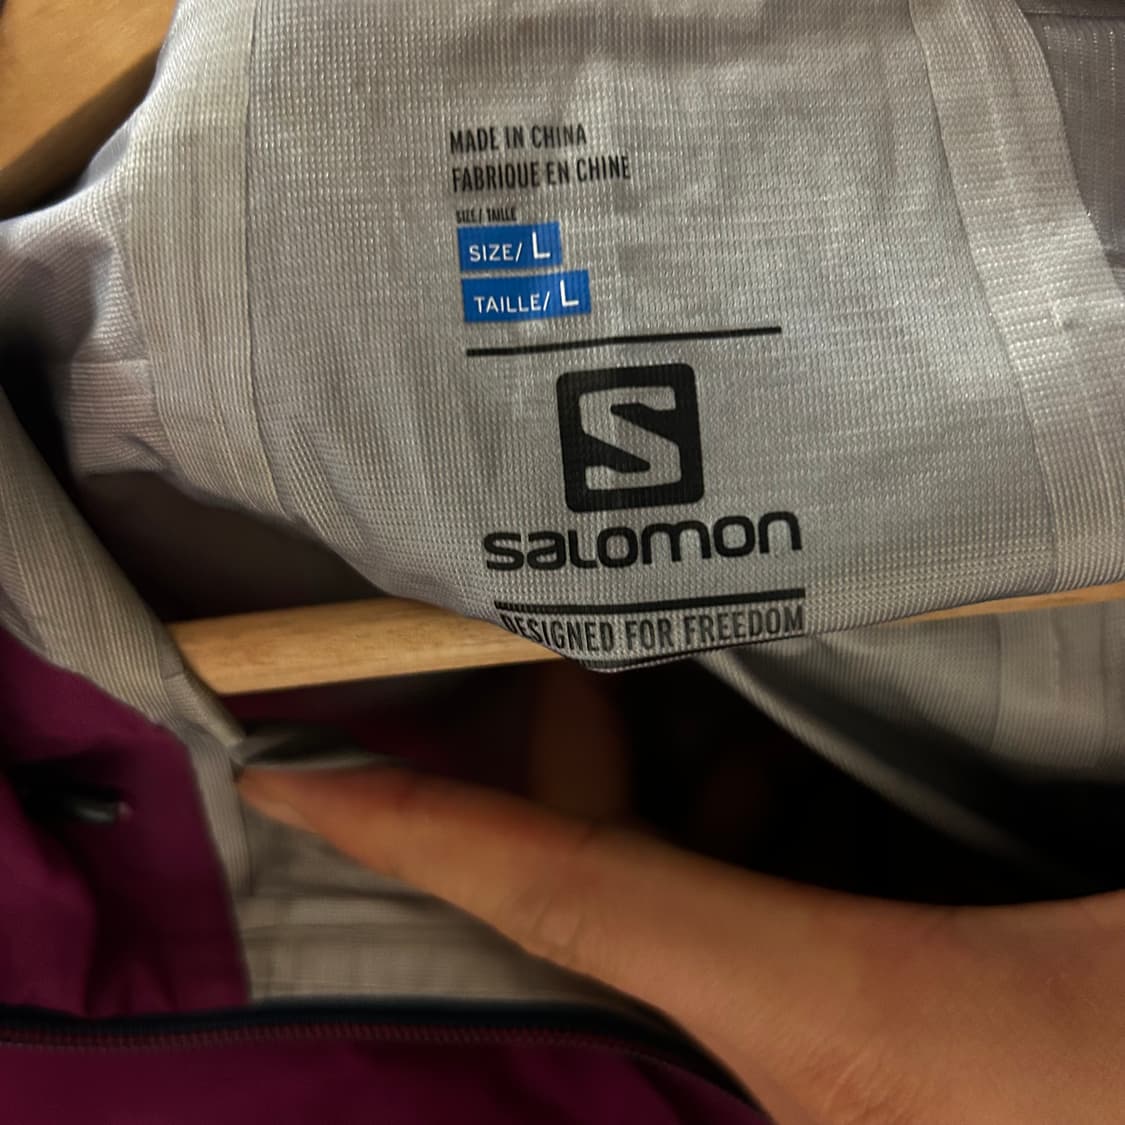 MADE IN CHINA
FABRIQUE EN CHINE
SIZE/ TAILLE
SIZE/ L
TAILLE/ L
S
salomon
DESIGNED FOR FREEDOM